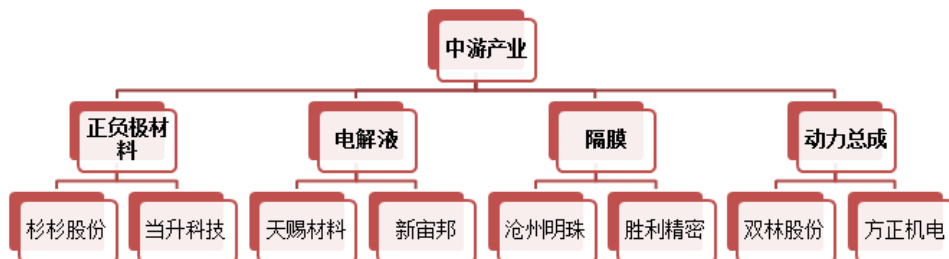 中游产业
正负极材
料
电解液
隔膜
动力总成
杉杉股份
当升科技
天赐材料
新宙邦
沧州明珠
胜利精密
双林股份
方正机电